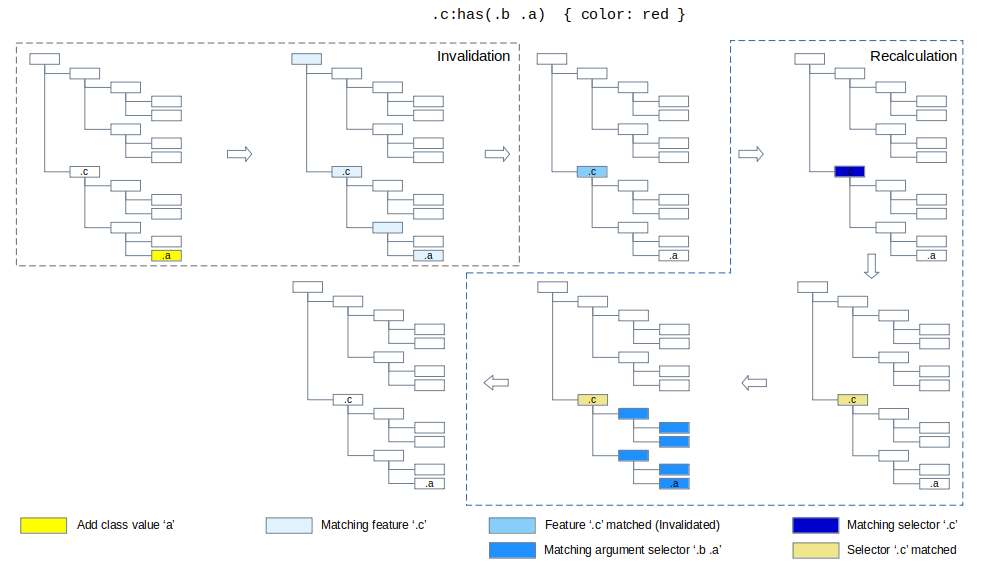 .c:has(.b .a)  { color: red }
Invalidation
Recalculation
.c
.c
.c
.c
.a
.a
.a
.a
.c
.c
.c
.a
.a
.a
Add class value ‘a’
Matching feature ‘.c’
Feature ‘.c’ matched (Invalidated)
Matching selector ‘.c’
Matching argument selector ‘.b .a’
Selector ‘.c’ matched